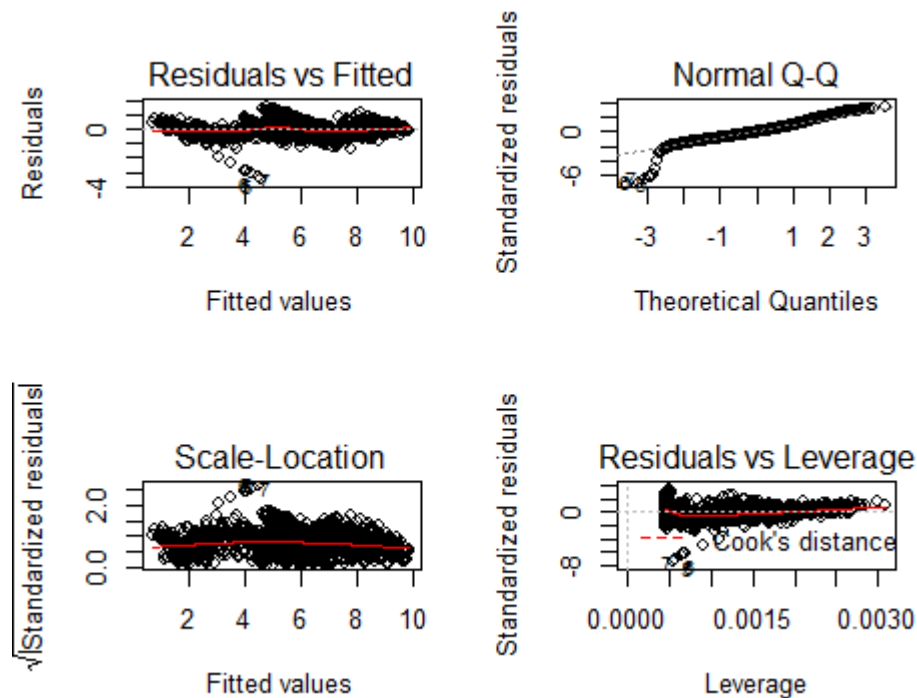 Residuals vs Fitted
Residuals
0
-4
2 4 6 8 10
Fitted values
Normal Q-Q
Standardized residuals
0
-6
-3 -1 1 2 3
Theoretical Quantiles
Scale-Location
√|Standardized residuals|
2.0
0.0
2 4 6 8 10
Fitted values
Residuals vs Leverage
Standardized residuals
0
-8
Cook's distance
0.0000 0.0015 0.0030
Leverage